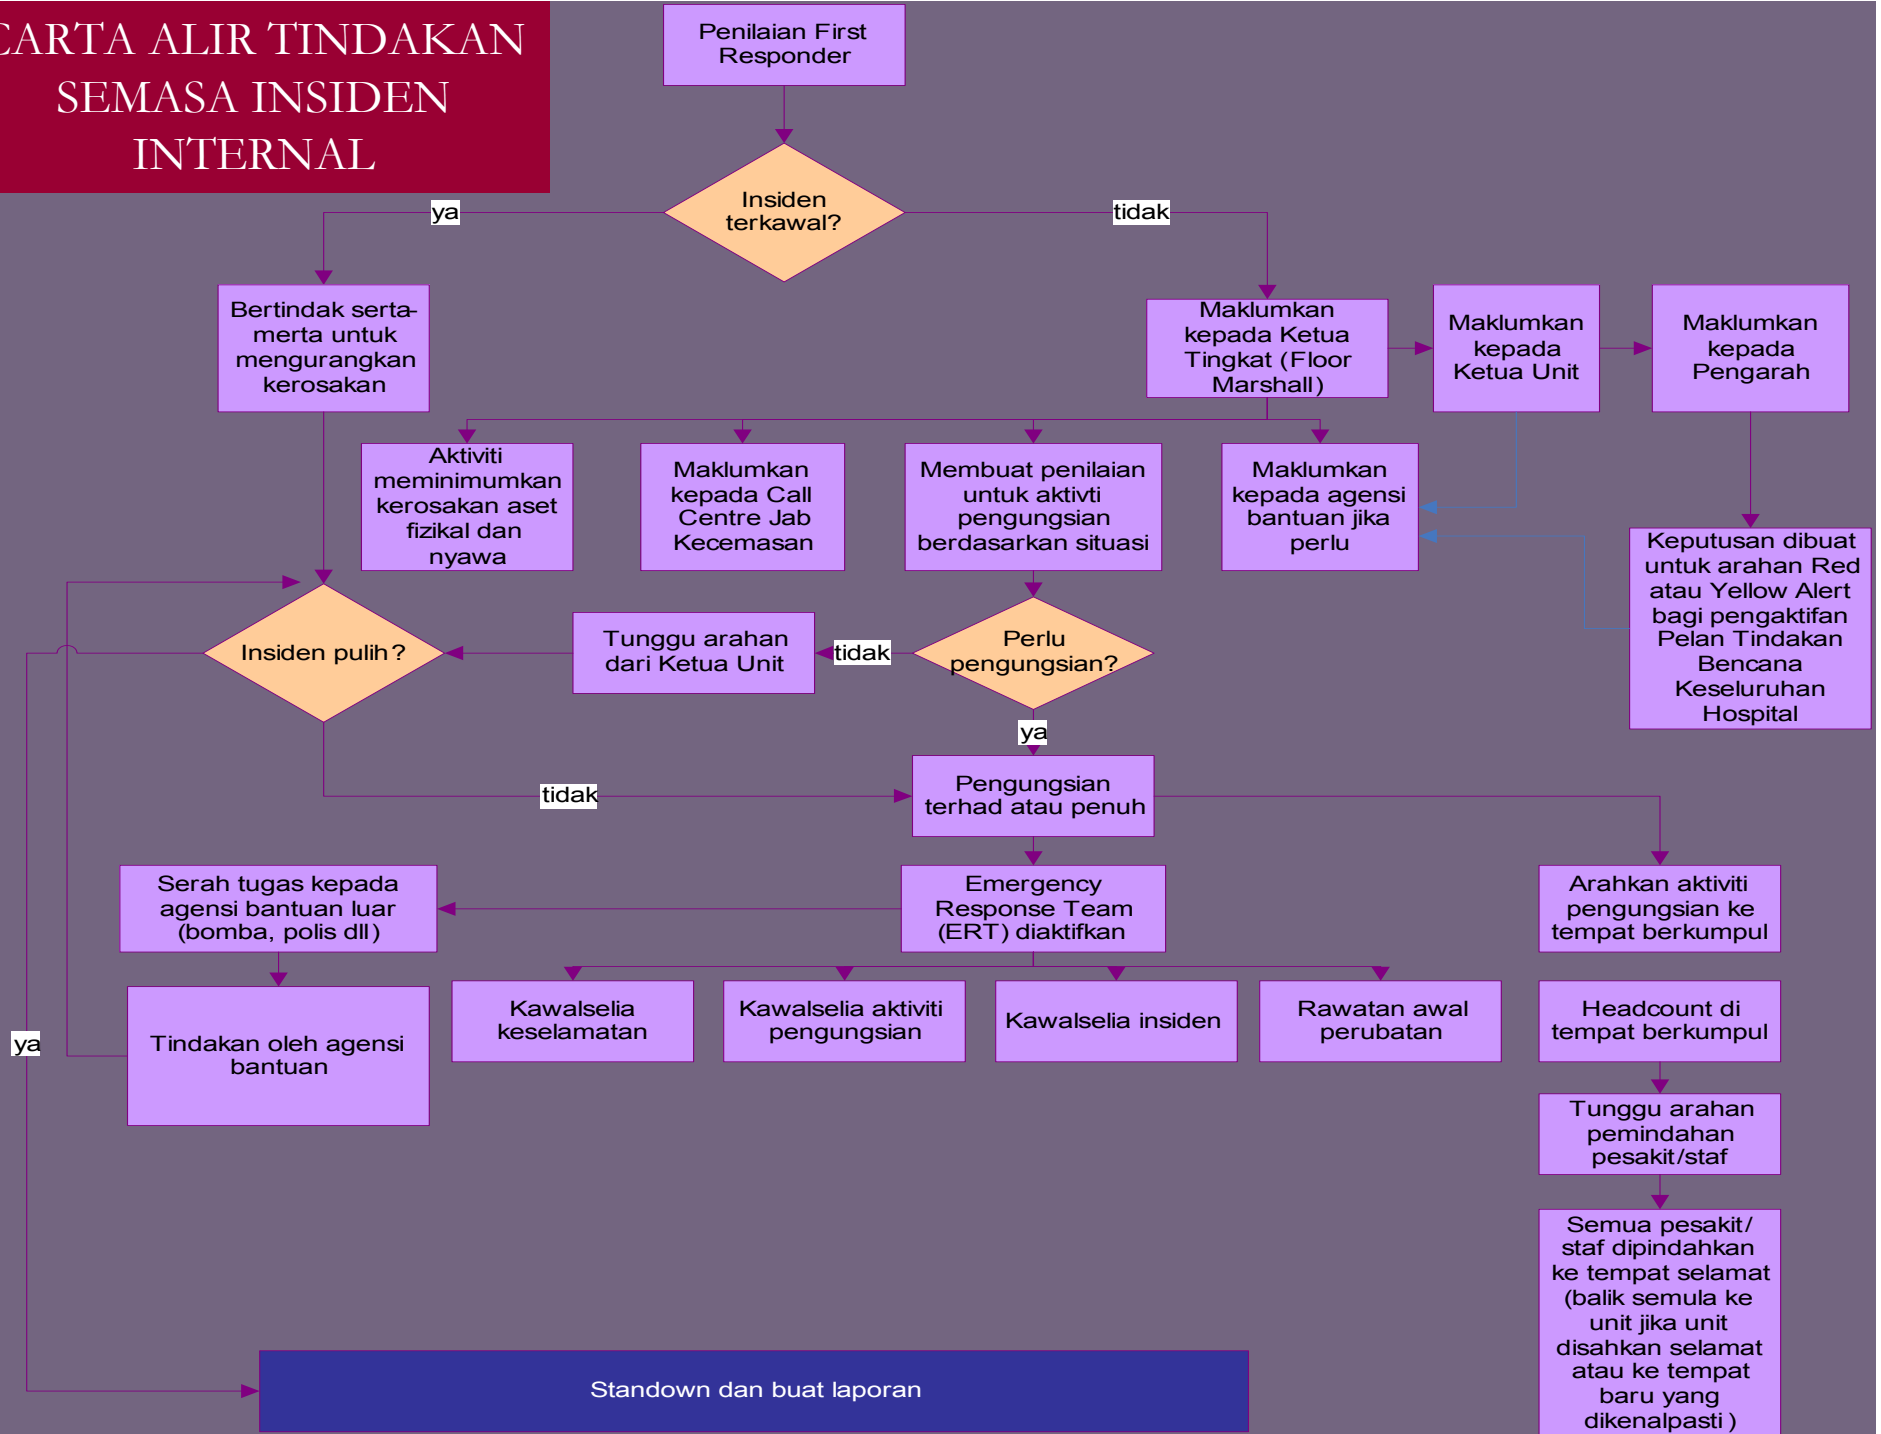 CARTA ALIR TINDAKAN
SEMASA INSIDEN
INTERNAL
Penilaian First
Responder
Insiden
terkawal?
ya
tidak
Bertindak serta-
merta untuk
mengurangkan
kerosakan
Maklumkan
kepada Ketua
Tingkat (Floor
Marshall)
Maklumkan
kepada
Ketua Unit
Maklumkan
kepada
Pengarah
Aktiviti
meminimumkan
kerosakan aset
fizikal dan
nyawa
Maklumkan
kepada Call
Centre Jab
Kecemasan
Membuat penilaian
untuk aktivti
pengungsian
berdasarkan situasi
Maklumkan
kepada agensi
bantuan jika
perlu
Keputusan dibuat
untuk arahan Red
atau Yellow Alert
bagi pengaktifan
Pelan Tindakan
Bencana
Keseluruhan
Hospital
Insiden pulih?
Tunggu arahan
dari Ketua Unit
tidak
Perlu
pengungsian?
ya
tidak
Pengungsian
terhad atau penuh
Serah tugas kepada
agensi bantuan luar
(bomba, polis dll)
Emergency
Response Team
(ERT) diaktifkan
Arahkan aktiviti
pengungsian ke
tempat berkumpul
ya
Tindakan oleh agensi
bantuan
Kawalselia
keselamatan
Kawalselia aktiviti
pengungsian
Kawalselia insiden
Rawatan awal
perubatan
Headcount di
tempat berkumpul
Tunggu arahan
pemindahan
pesakit/staf
Semua pesakit/
staf dipindahkan
ke tempat selamat
(balik semula ke
unit jika unit
disahkan selamat
atau ke tempat
baru yang
dikenalpasti)
Standown dan buat laporan